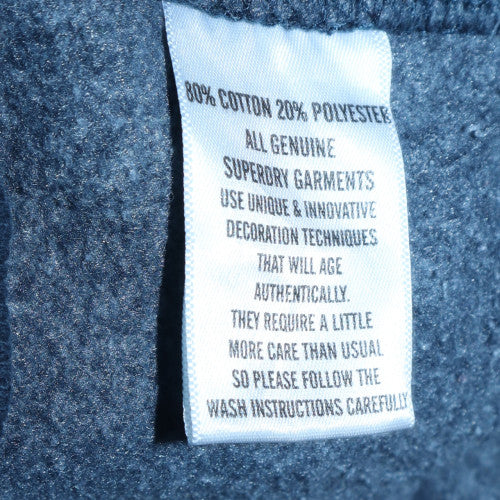 80% COTTON 20% POLYESTER
ALL GENUINE
SUPERDRY GARMENTS
USE UNIQUE & INNOVATIVE
DECORATION TECHNIQUES
THAT WILL AGE
AUTHENTICALLY.
THEY REQUIRE A LITTLE
MORE CARE THAN USUAL
SO PLEASE FOLLOW THE
WASH INSTRUCTIONS CAREFULLY